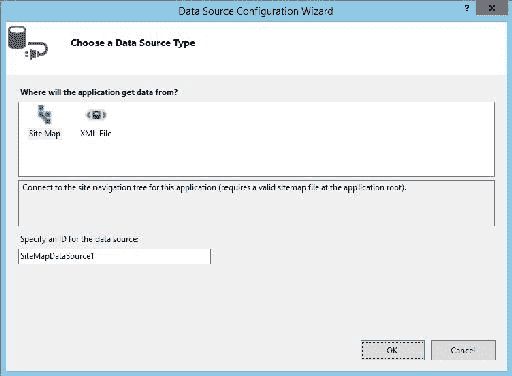 Data Source Configuration Wizard
?
x
Choose a Data Source Type
Where will the application get data from?
Site Map
XML File
Connect to the site navigation tree for this application (requires a valid sitemap file at the application root).
Specify an ID for the data source:
SiteMapDataSource1
OK
Cancel